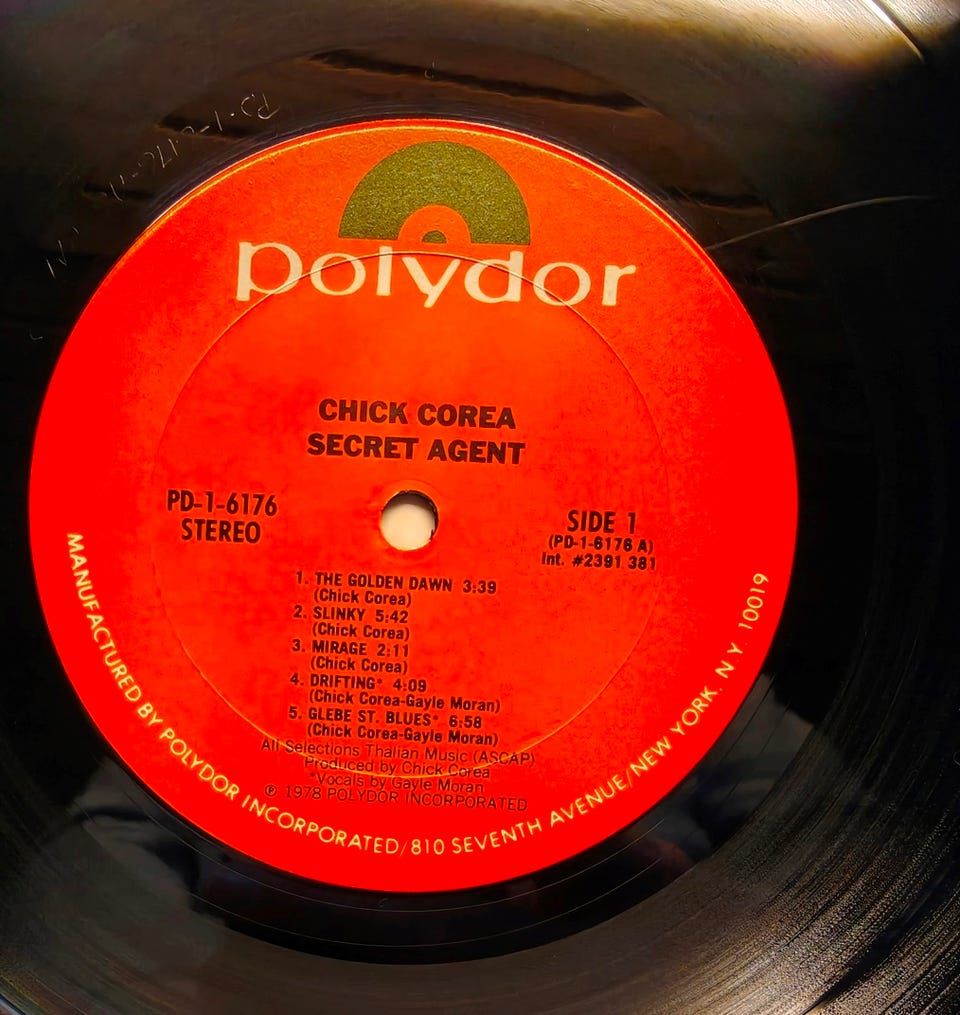 polydor
CHICK COREA
SECRET AGENT
PD-1-6176
STEREO
SIDE 1
(PD-1-6176 A)
Int. #2391 381
1. THE GOLDEN DAWN 3:39
(Chick Corea)
2. SLINKY 5:42
(Chick Corea)
3. MIRAGE 2:11
(Chick Corea)
4. DRIFTING* 4:09
(Chick Corea-Gayle Moran)
5. GLEBE ST. BLUES* 6:58
(Chick Corea-Gayle Moran)
All Selections Thalian Music (ASCAP)
Produced by Chick Corea
*Vocals by Gayle Moran
℗ 1978 POLYDOR INCORPORATED
MANUFACTURED BY POLYDOR INCORPORATED/810 SEVENTH AVENUE/NEW YORK. N.Y. 10019